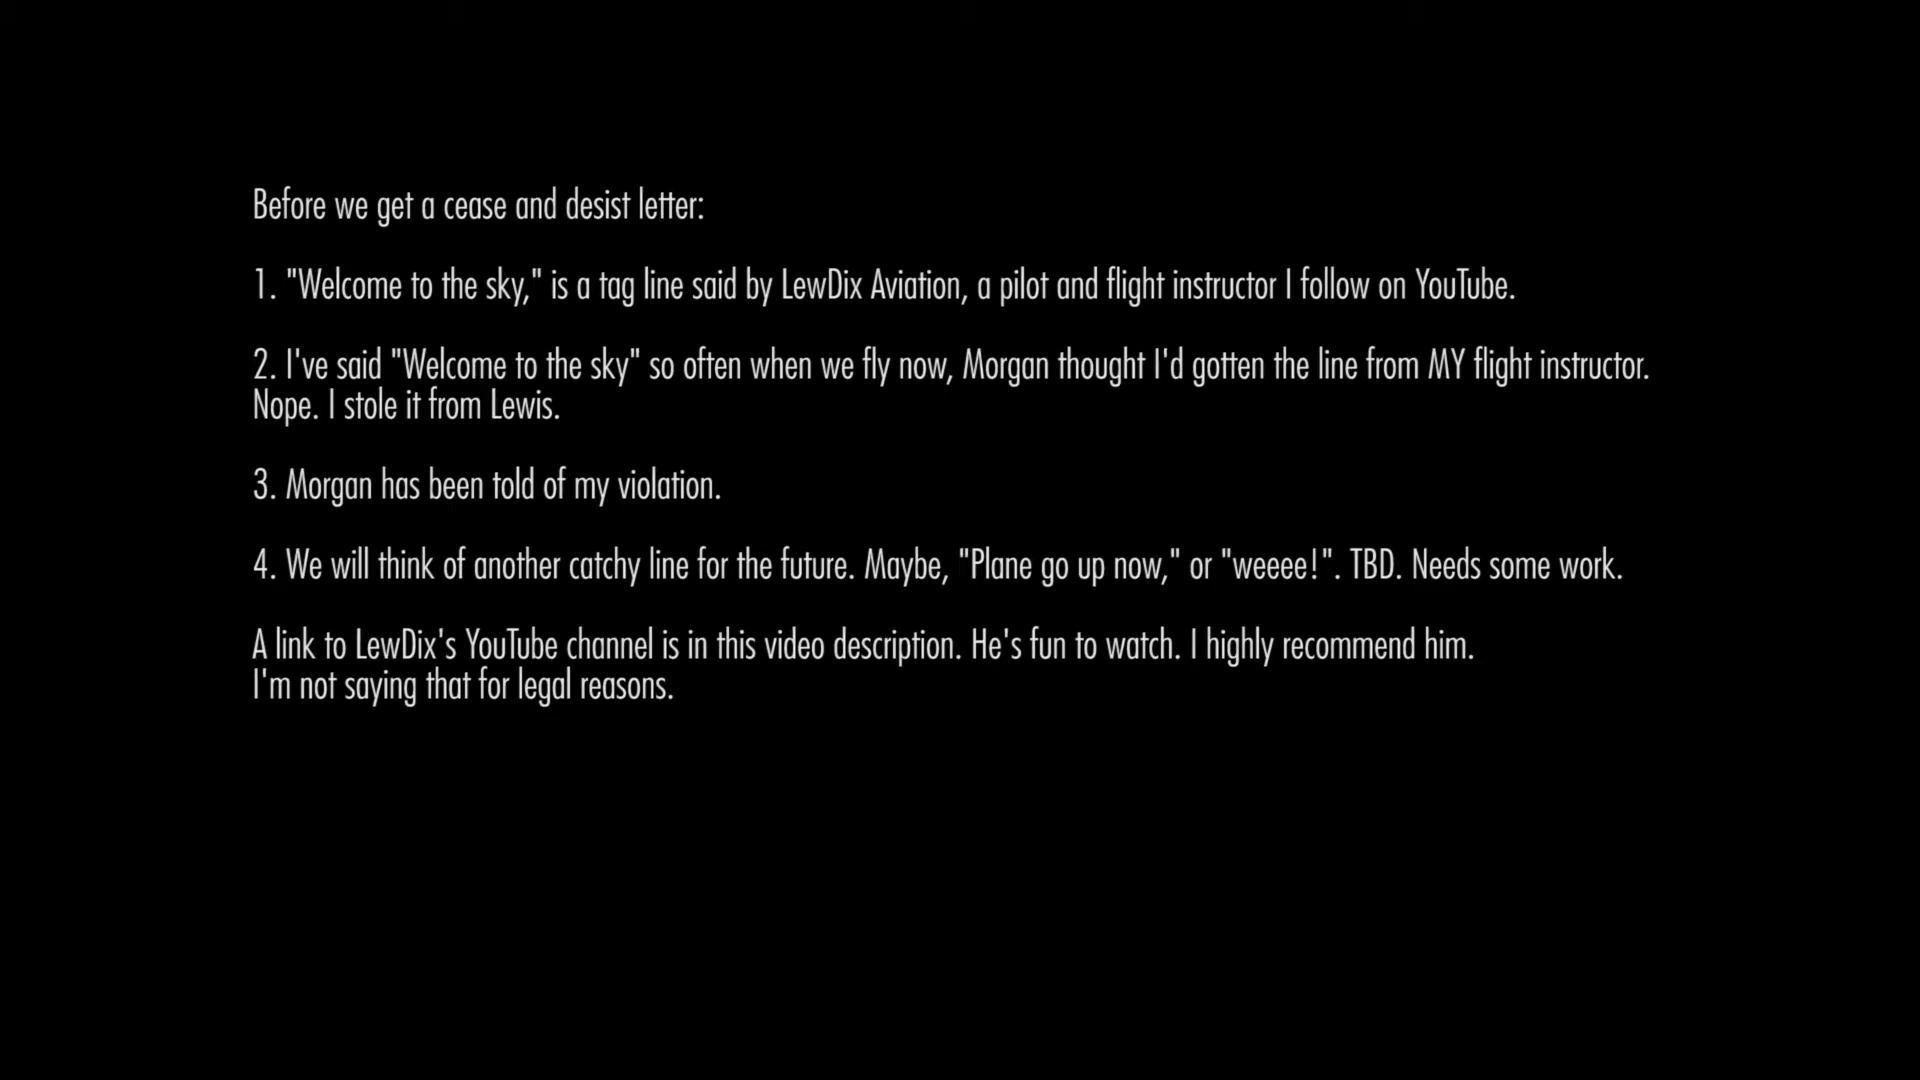 Before we get a cease and desist letter:
1. "Welcome to the sky," is a tag line said by LewDix Aviation, a pilot and flight instructor I follow on YouTube.
2. I've said "Welcome to the sky" so often when we fly now, Morgan thought I'd gotten the line from MY flight instructor.
Nope. I stole it from Lewis.
3. Morgan has been told of my violation.
4. We will think of another catchy line for the future. Maybe, "Plane go up now," or "weeee!". TBD. Needs some work.
A link to LewDix's YouTube channel is in this video description. He's fun to watch. I highly recommend him.
I'm not saying that for legal reasons.